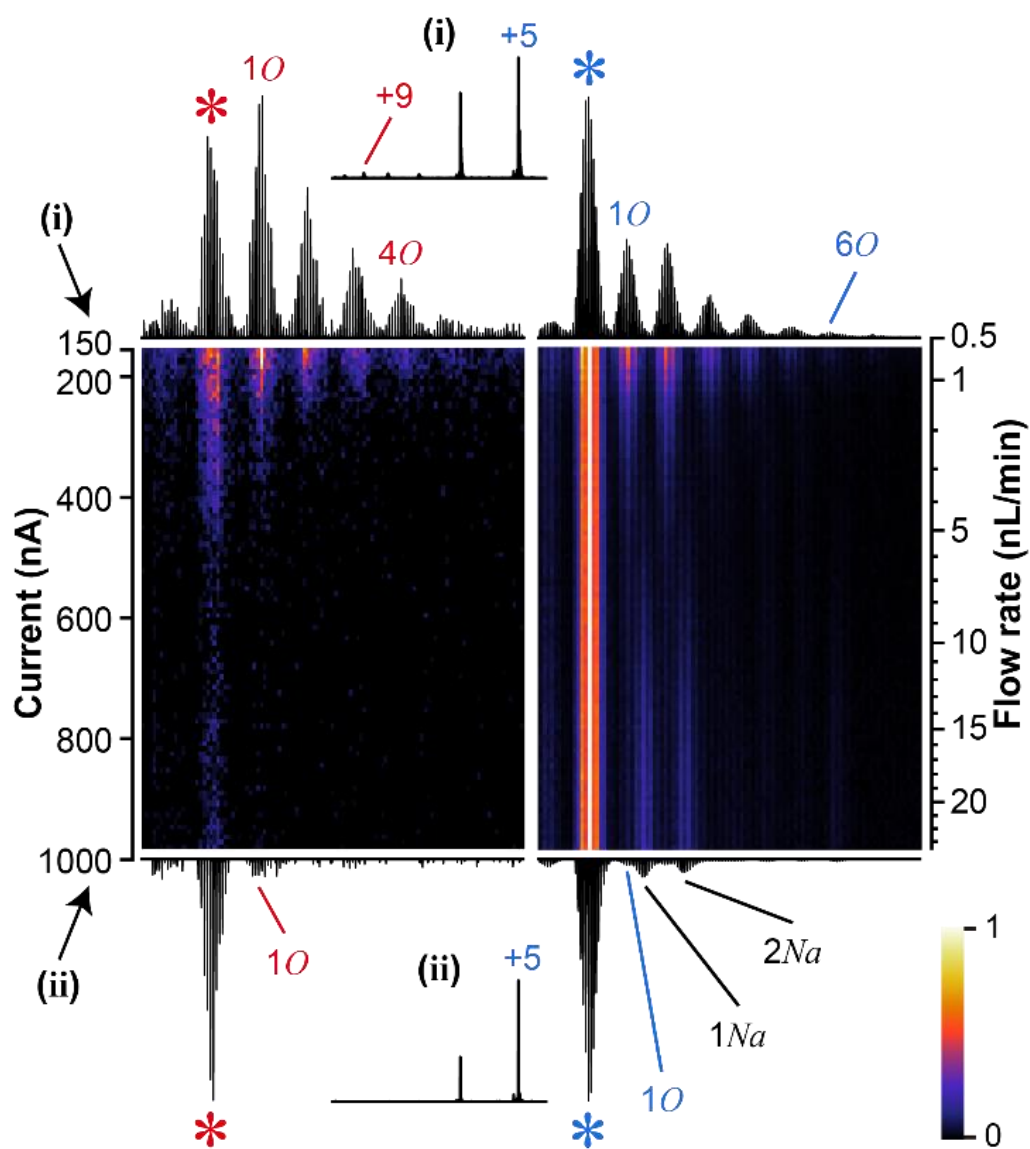 (i)
+5
*
*
1O
+9
(i)
4O
1O
6O
150
200
400
600
800
1000
Current (nA)
0.5
1
5
10
15
20
Flow rate (nL/min)
(ii)
1O
(ii)
+5
2Na
1Na
1O
*
*
1
0